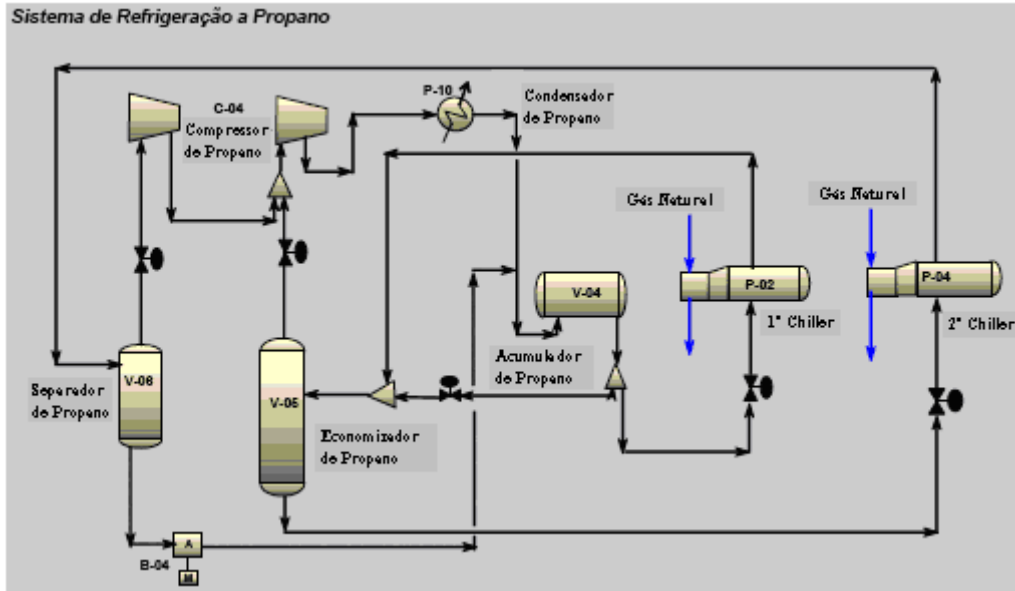 Sistema de Refrigeração a Propano
C-04
Compressor
de Propano
P-10
Condensador
de Propano
Gás Natural
Gás Natural
V-04
P-02
P-04
1° Chiller
2° Chiller
Acumulador
de Propano
V-06
Separador
de Propano
V-05
Economizador
de Propano
A
B-04
M